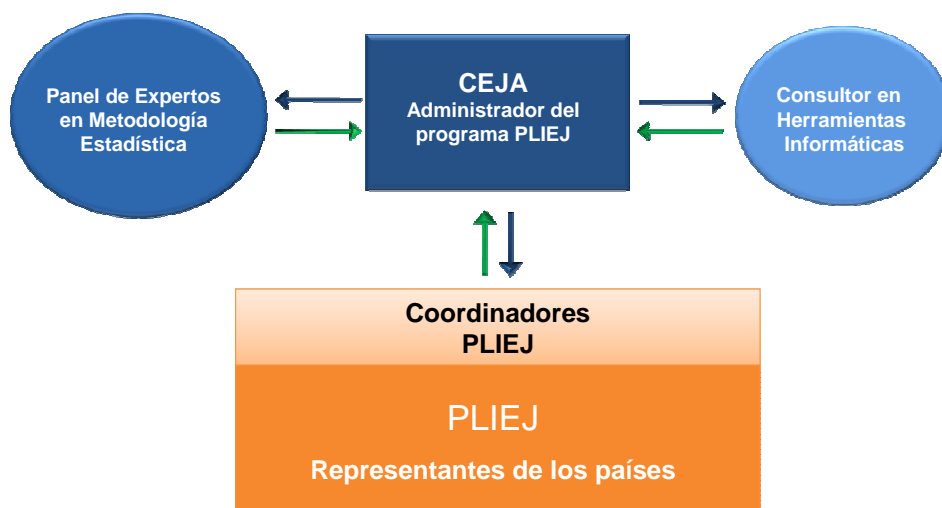 Panel de Expertos
en Metodología
Estadística
CEJA
Administrador del
programa PLIEJ
Consultor en
Herramientas
Informáticas
Coordinadores
PLIEJ
PLIEJ
Representantes de los países